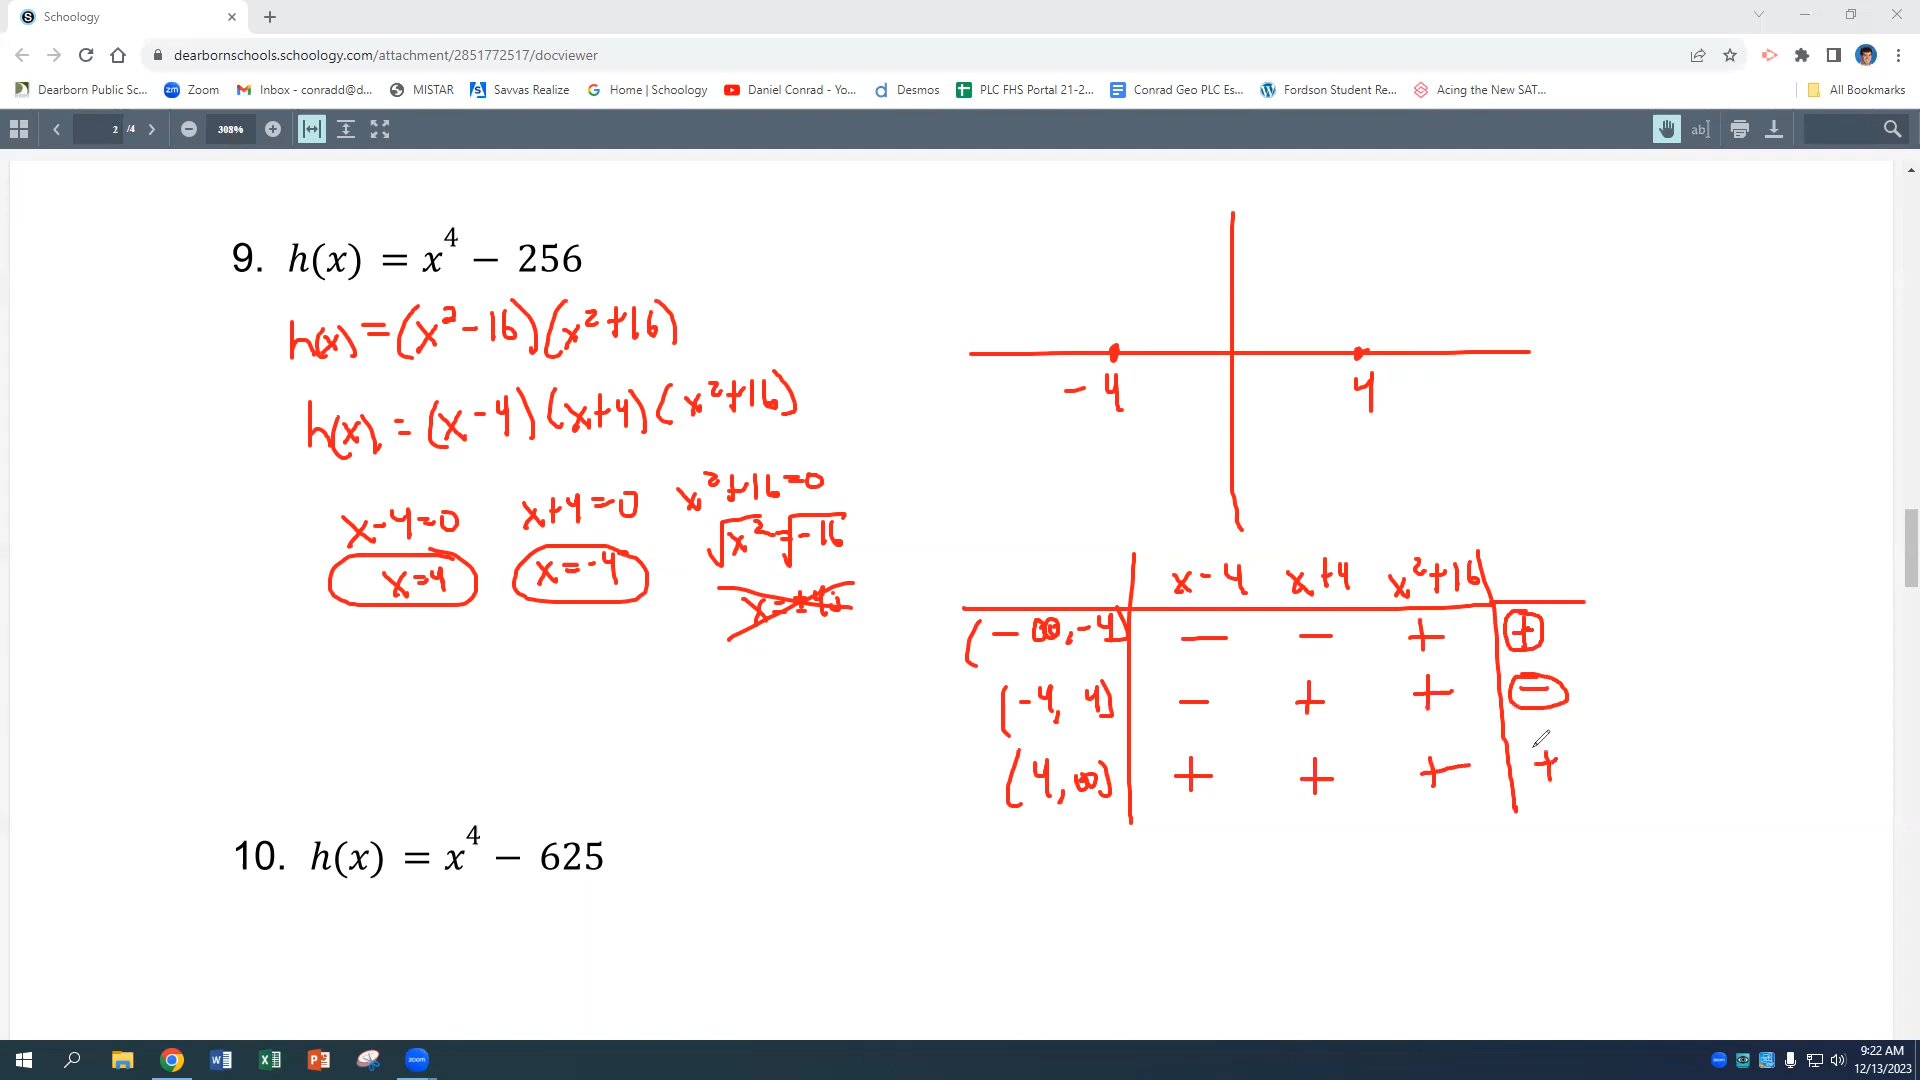 Schoology
dearbornschools.schoology.com/attachment/2851772517/docviewer
Dearborn Public Sc... Zoom Inbox - conradd@d... MISTAR Savvas Realize Home | Schoology Daniel Conrad - Yo... Desmos PLC FHS Portal 21-2... Conrad Geo PLC Es... Fordson Student Re... Acing the New SAT... All Bookmarks
2 /4 308%
9. h(x) = x⁴ − 256
h(x) = (x² − 16)(x² + 16)
h(x) = (x − 4)(x + 4)(x² + 16)
x − 4 = 0 x + 4 = 0 x² + 16 = 0
√x² = √−16
x = 4 x = −4 x = ±4i
−4 4
x − 4 x + 4 x² + 16
(−∞, −4) − − + +
(−4, 4) − + + −
(4, ∞) + + + +
10. h(x) = x⁴ − 625
9:22 AM
12/13/2023